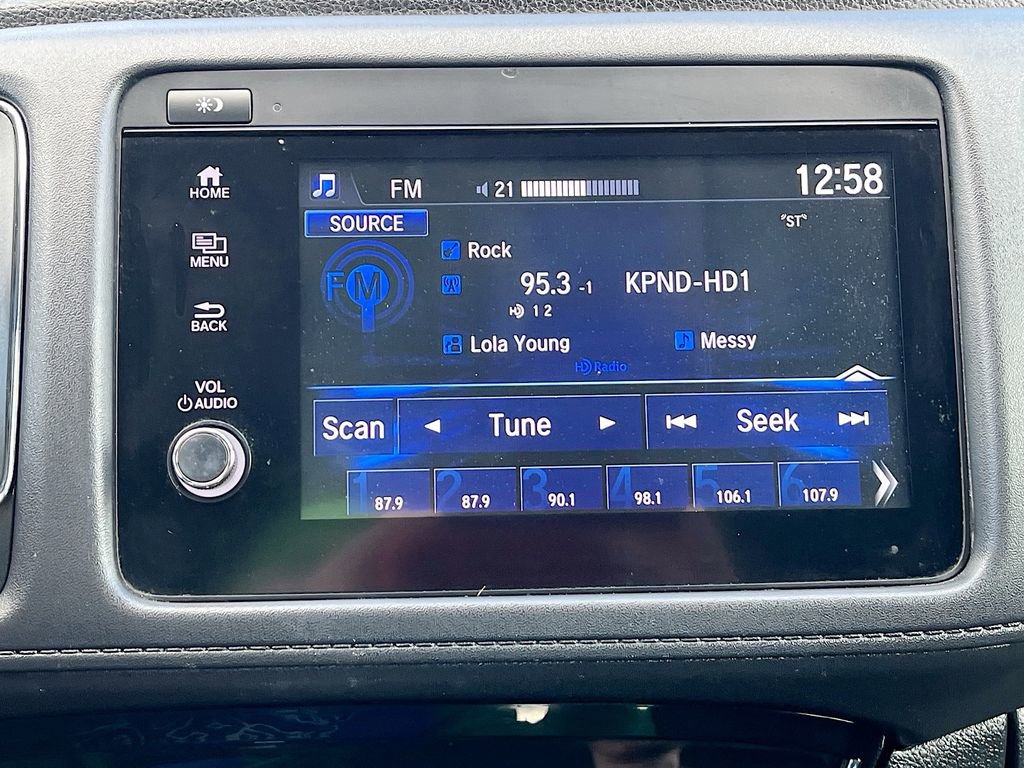 HOME
MENU
BACK
VOL
AUDIO
FM 21 12:58
SOURCE "ST"
FM
Rock
95.3 -1 KPND-HD1
HD 1 2
Lola Young Messy
HD Radio
Scan Tune Seek
1 87.9 2 87.9 3 90.1 4 98.1 5 106.1 6 107.9